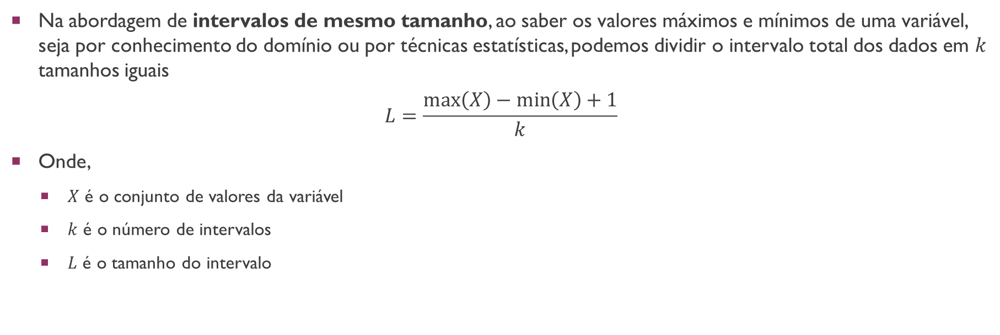 Na abordagem de intervalos de mesmo tamanho, ao saber os valores máximos e mínimos de uma variável,
seja por conhecimento do domínio ou por técnicas estatísticas, podemos dividir o intervalo total dos dados em k
tamanhos iguais
L = (max(X) − min(X) + 1) / k
Onde,
X é o conjunto de valores da variável
k é o número de intervalos
L é o tamanho do intervalo